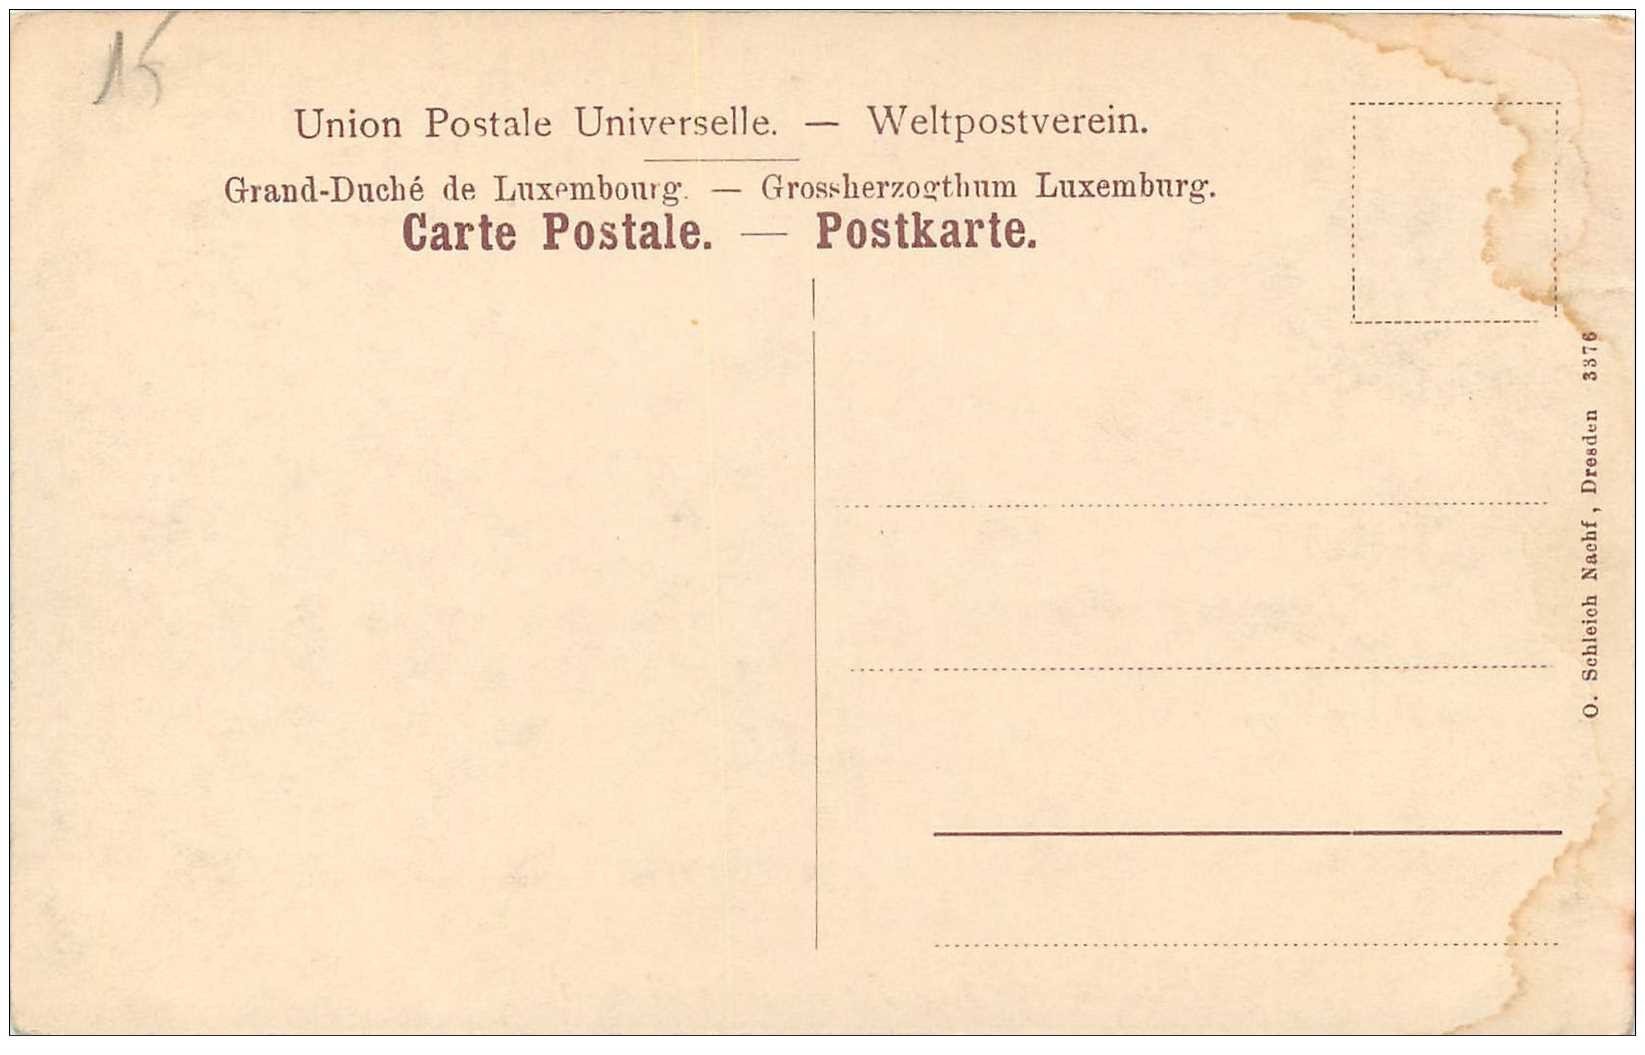 15
Union Postale Universelle. — Weltpostverein.
Grand-Duché de Luxembourg. — Grossherzogthum Luxemburg.
Carte Postale. — Postkarte.
O. Schleich Nachf, Dresden 3376